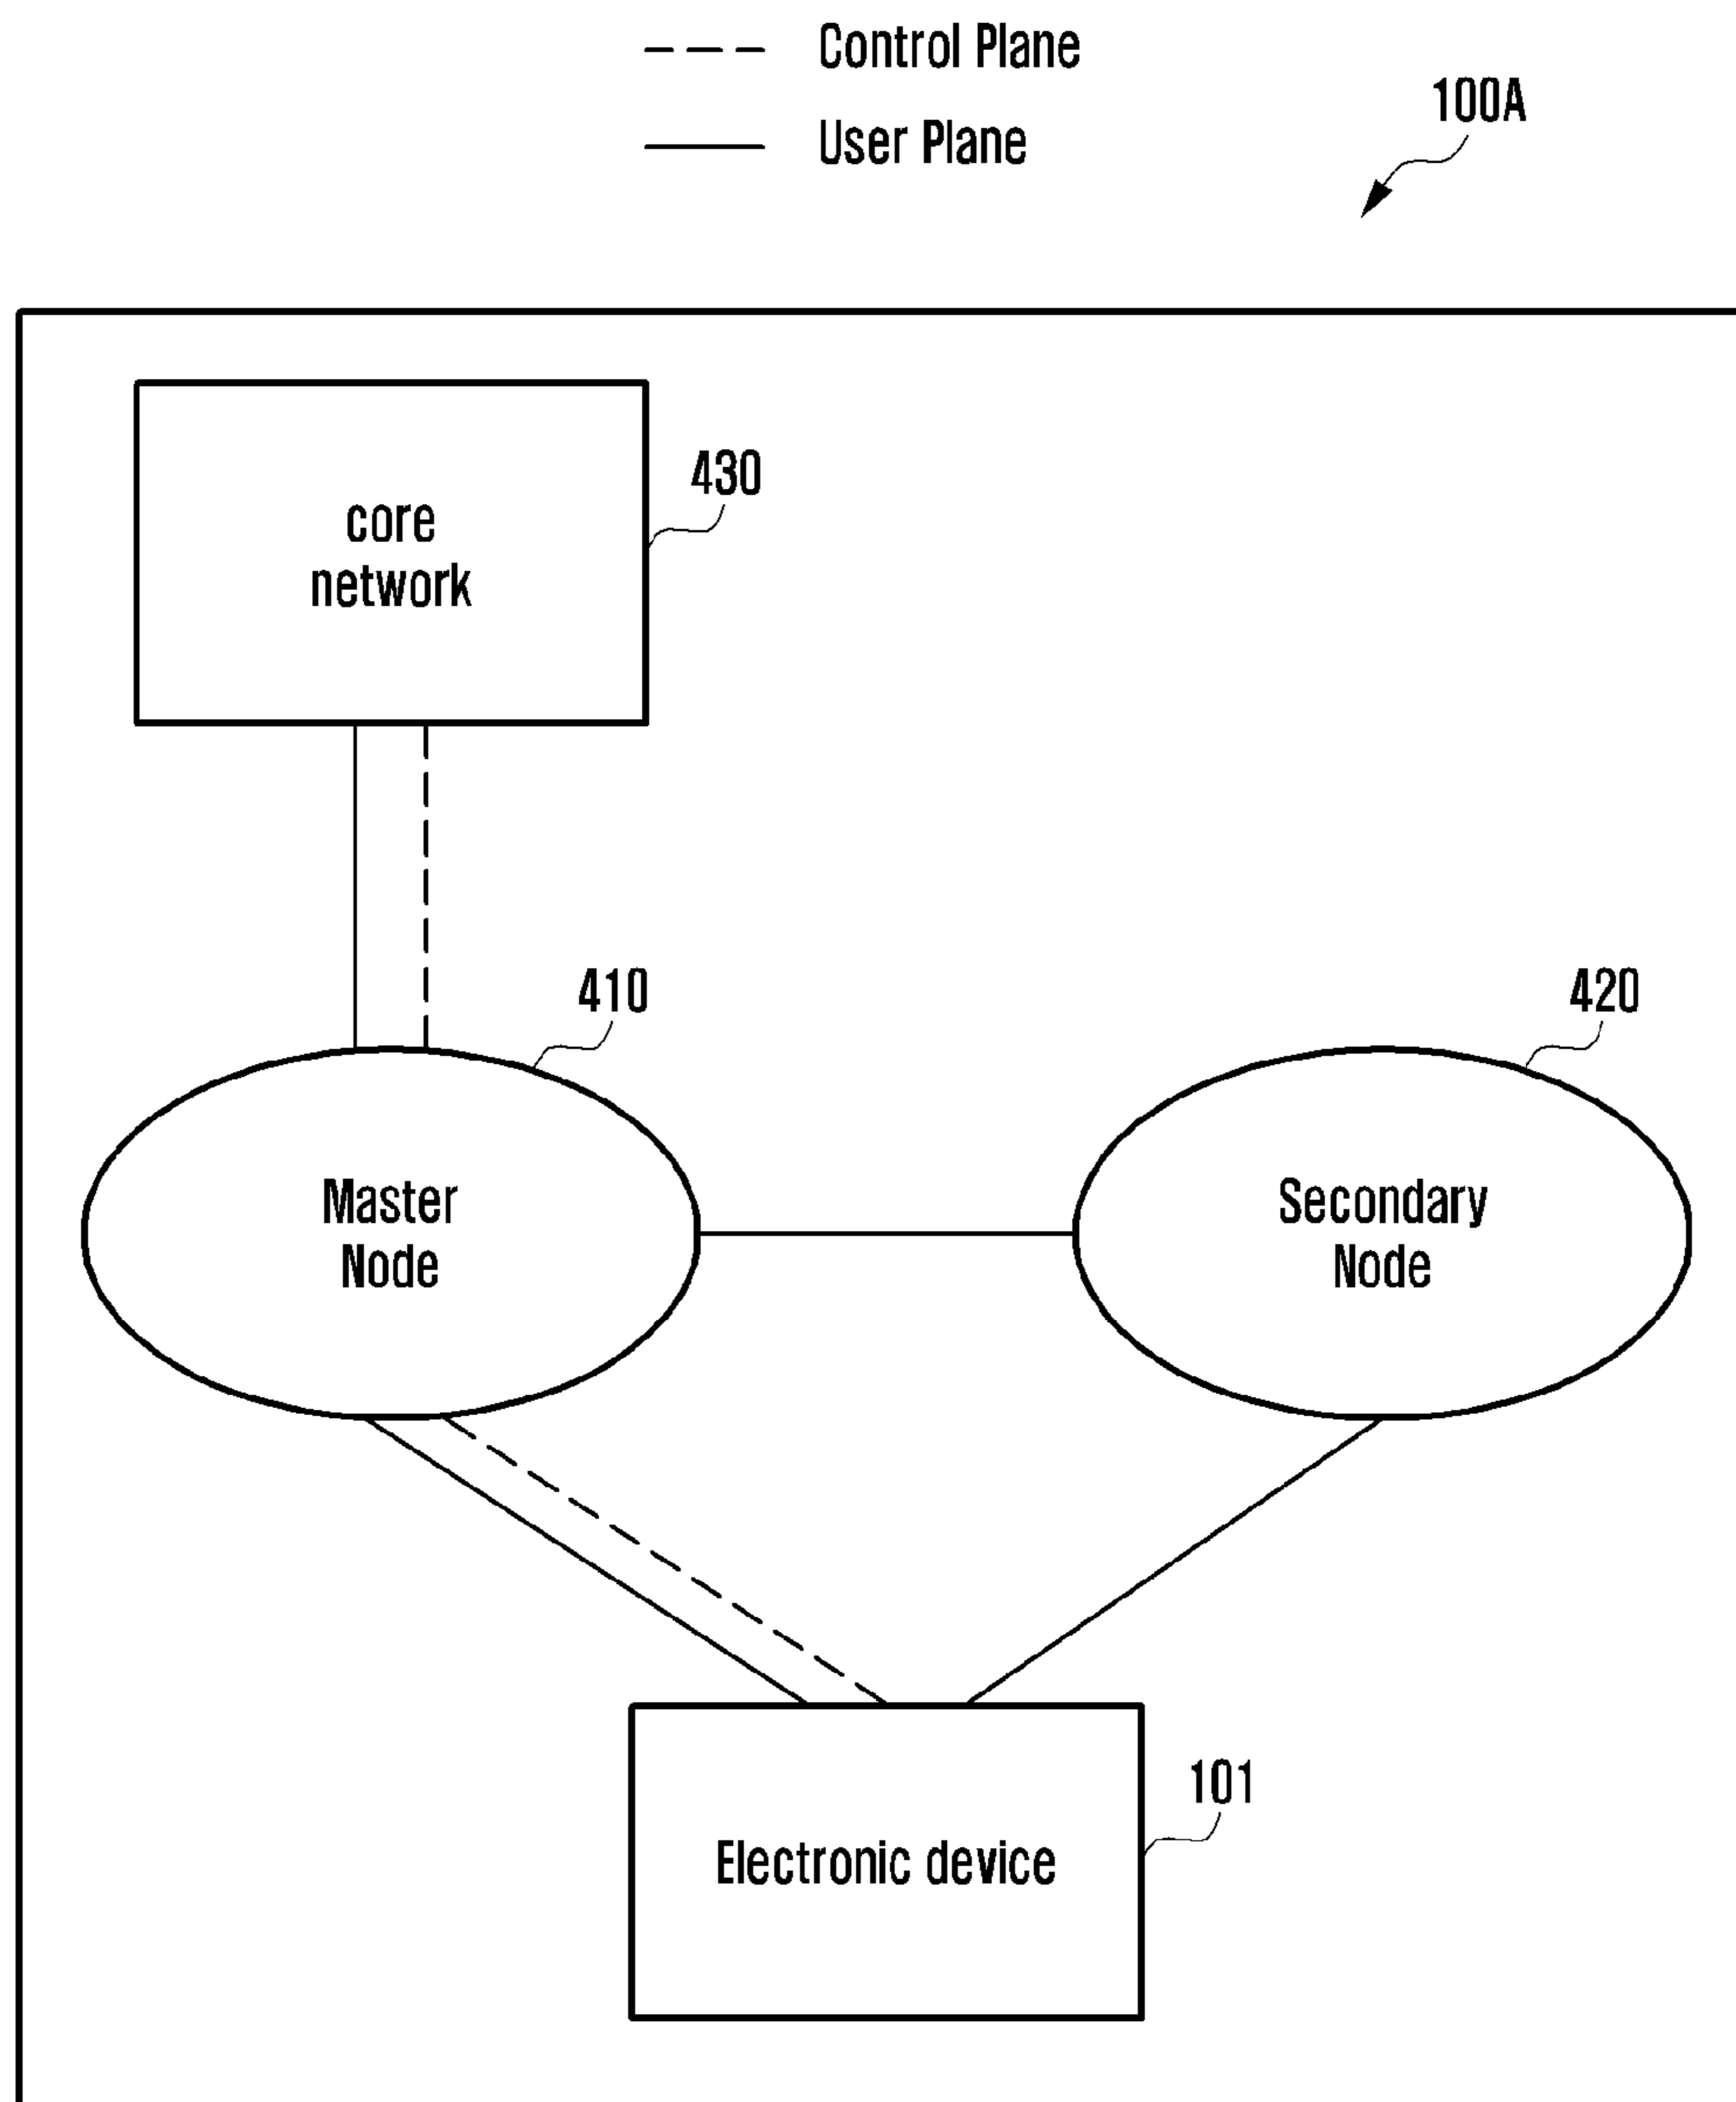 Control Plane
User Plane
100A
core
network
430
410
420
Master
Node
Secondary
Node
101
Electronic device